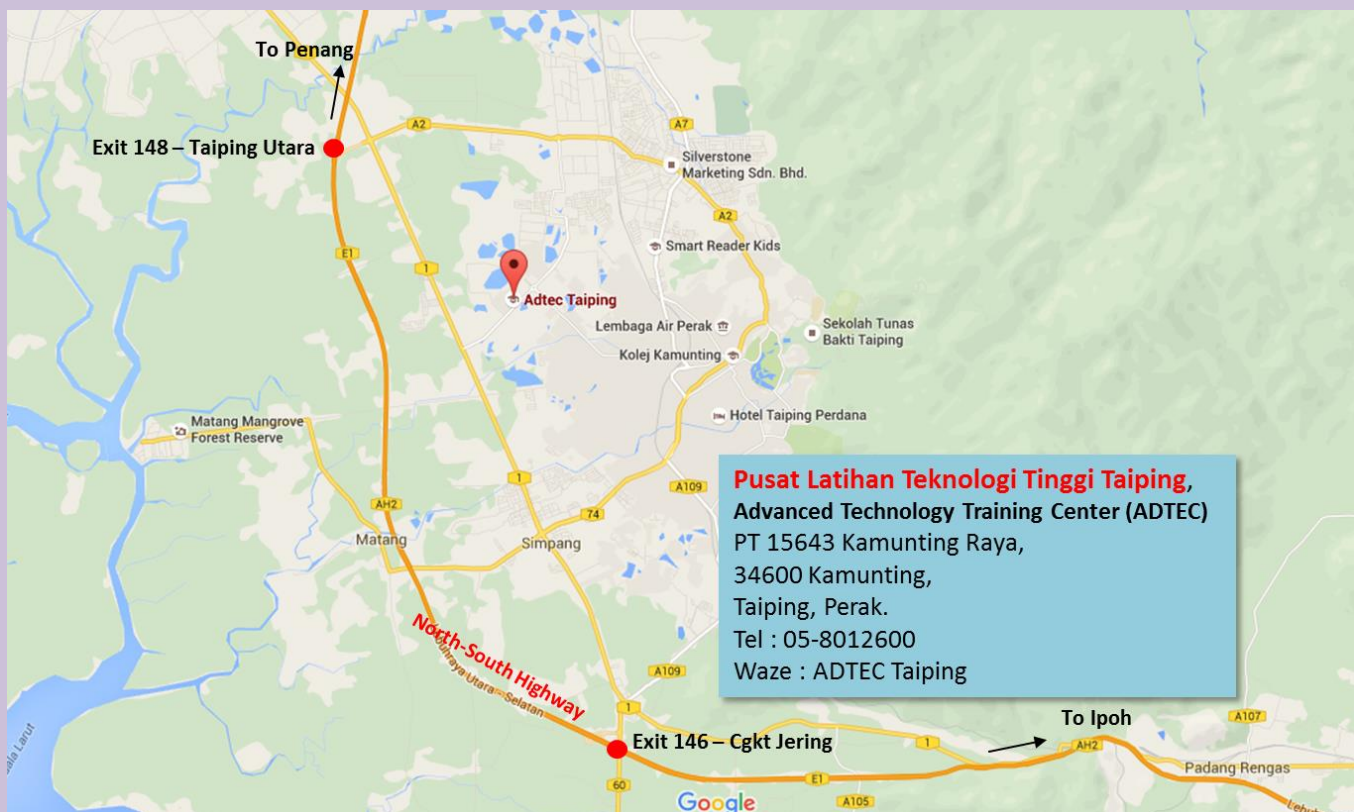 To Penang
Exit 148 – Taiping Utara
A2
A7
Silverstone
Marketing Sdn. Bhd.
A2
E1
1
Smart Reader Kids
Adtec Taiping
Lembaga Air Perak
Sekolah Tunas
Bakti Taiping
Kolej Kamunting
Matang Mangrove
Forest Reserve
Hotel Taiping Perdana
1
A109
AH2
74
Matang
Simpang
Pusat Latihan Teknologi Tinggi Taiping,
Advanced Technology Training Center (ADTEC)
PT 15643 Kamunting Raya,
34600 Kamunting,
Taiping, Perak.
Tel : 05-8012600
Waze : ADTEC Taiping
North-South Highway
Utara - Selatan
A109
1
To Ipoh
A107
Exit 146 – Cgkt Jering
1
AH2
Padang Rengas
60
E1
A105
Google